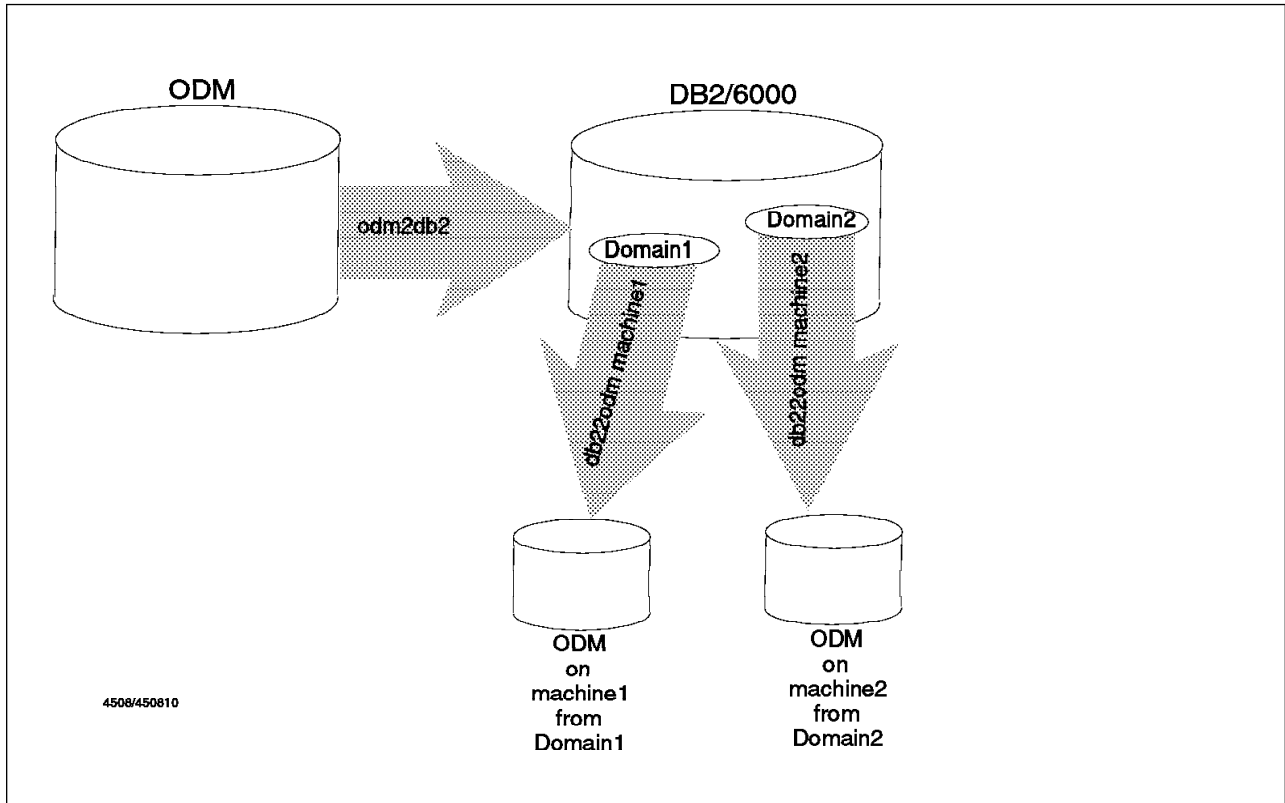 ODM
DB2/6000
odm2db2
Domain1
Domain2
db22odm machine1
db22odm machine2
ODM
on
machine1
from
Domain1
ODM
on
machine2
from
Domain2
4508/450810